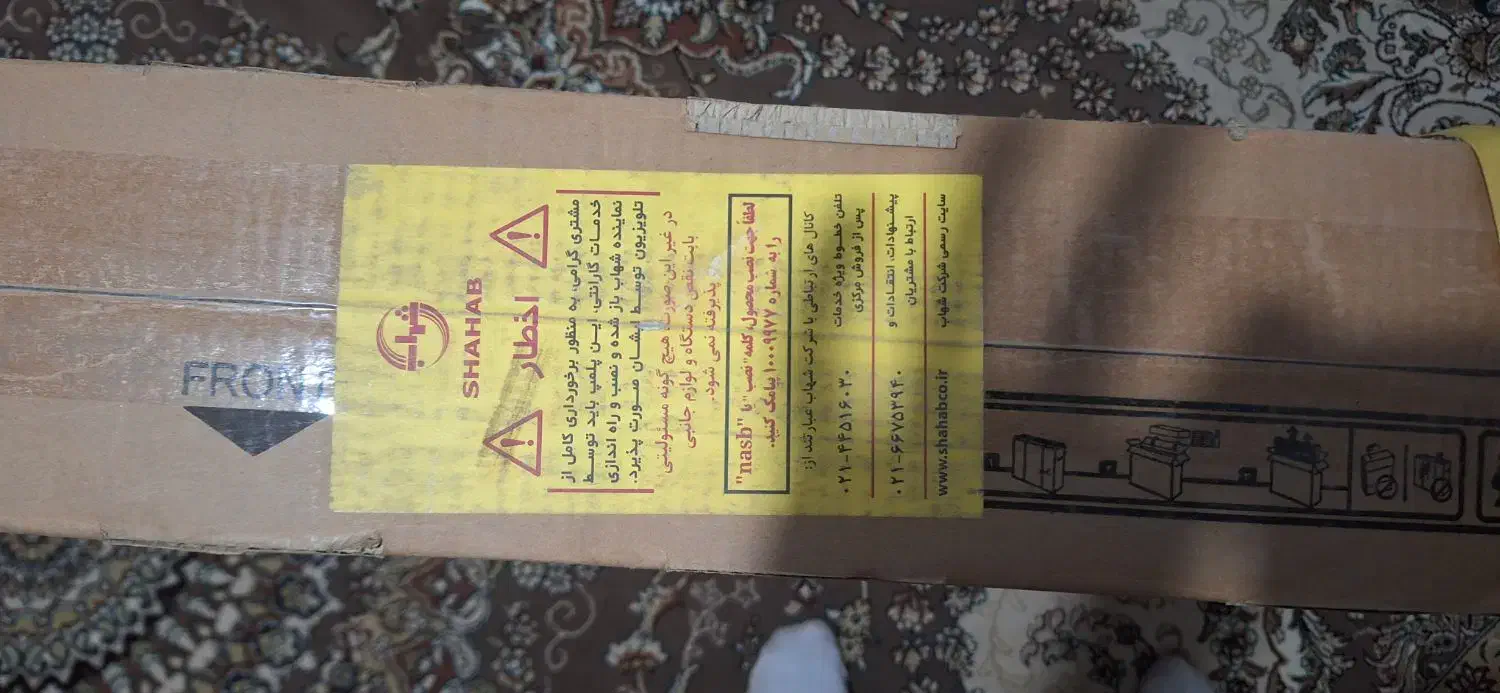 FRONT
شهاب
SHAHAB
اخطار
مشتری گرامی، به منظور برخورداری کامل از
خدمات گارانتی، این پلمپ باید توسط
نماینده شهاب باز شده و نصب و راه اندازی
تلویزیون توسط ایشان صورت پذیرد.
در غیر این صورت، هیچ گونه مسئولیتی
بابت نقص دستگاه و لوازم جانبی
پذیرفته نمی شود.
لطفا جهت نصب محصول، کلمه "نصب" یا "nasb"
را به شماره ۱۰۰۰۹۹۷۷ پیامک کنید.
کانال های ارتباطی با شرکت شهاب عبارتند از:
تلفن خطوط ویژه خدمات
پس از فروش مرکزی
۰۲۱-۴۴۵۱۶۰۳۰
پیشنهادات، انتقادات و
ارتباط با مشتریان
۰۲۱-۶۶۷۵۳۹۴۰
سایت رسمی شرکت شهاب
www.shahabco.ir